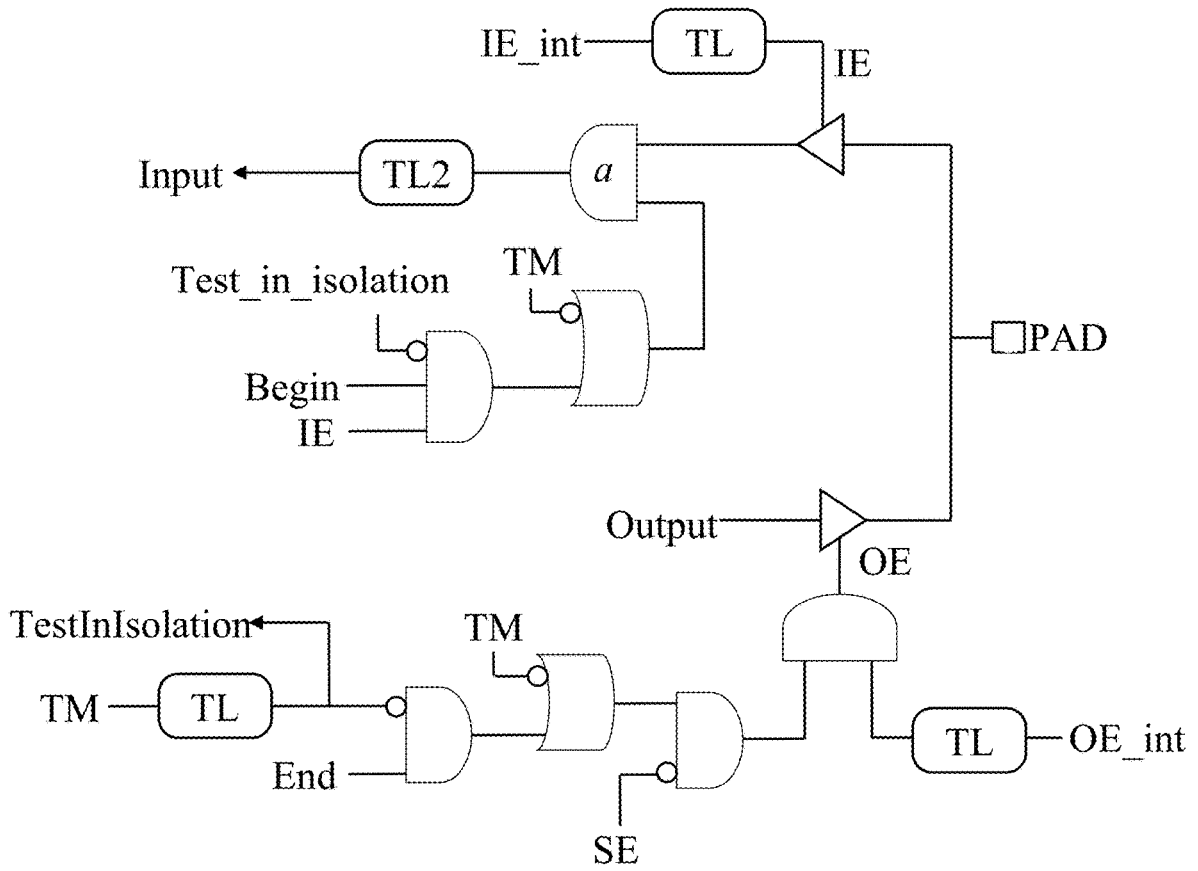 IE_int
TL
IE
Input
TL2
a
Test_in_isolation
TM
Begin
IE
PAD
Output
OE
TestInIsolation
TM
TM
TL
End
TL
OE_int
SE